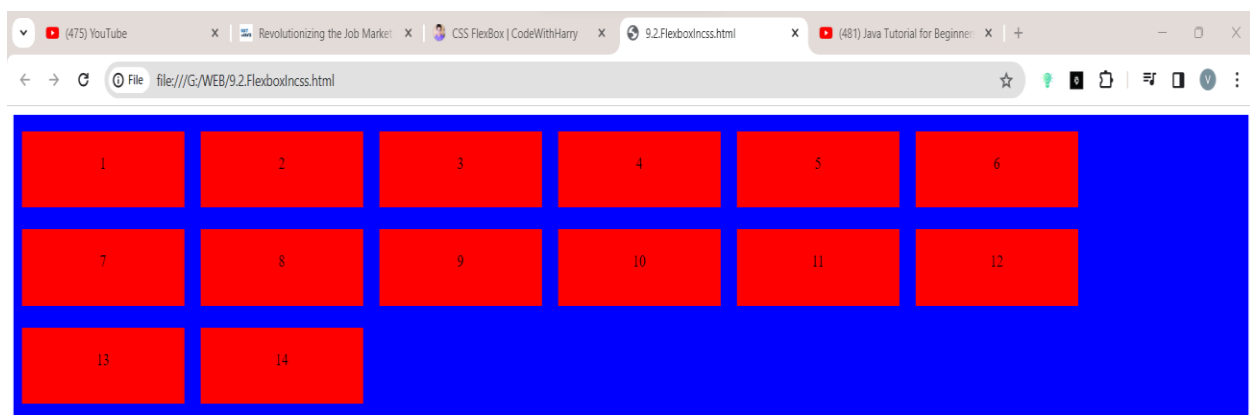 (475) YouTube
Revolutionizing the Job Market
CSS FlexBox | CodeWithHarry
9.2.FlexboxIncss.html
(481) Java Tutorial for Beginner
File file:///G:/WEB/9.2.FlexboxIncss.html
V
1 2 3 4 5 6
7 8 9 10 11 12
13 14